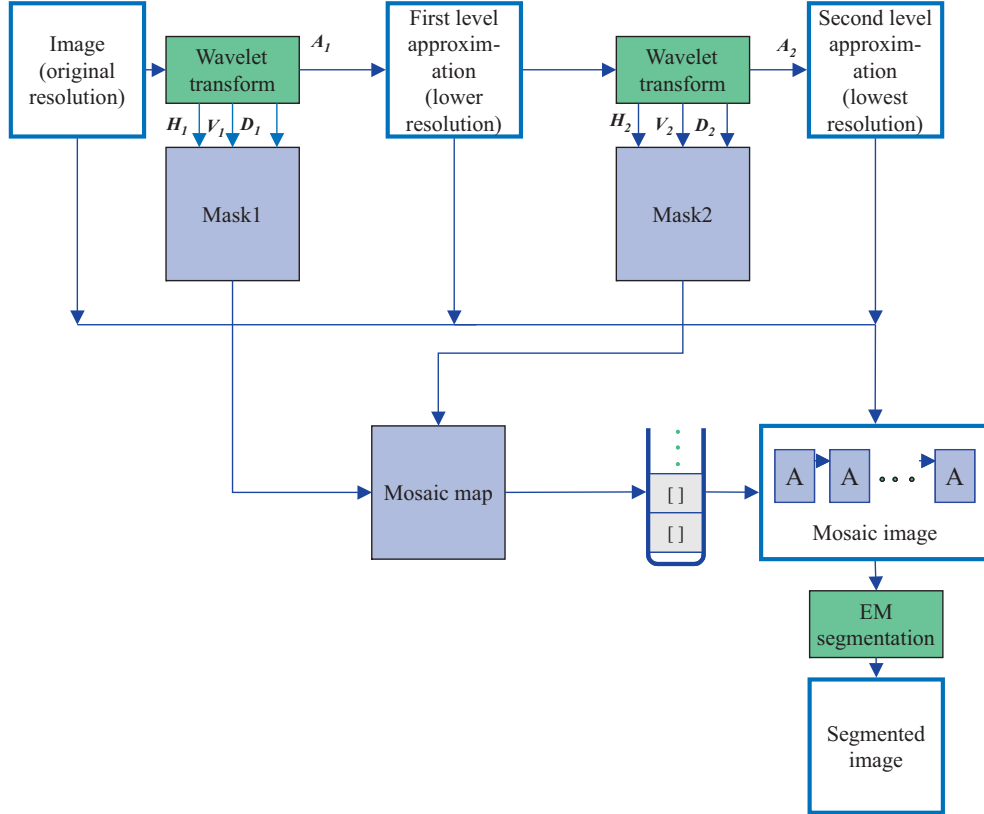 Image
(original
resolution)
Wavelet
transform
A1
First level
approxim-
ation
(lower
resolution)
Wavelet
transform
A2
Second level
approxim-
ation
(lowest
resolution)
H1 V1 D1
H2 V2 D2
Mask1
Mask2
Mosaic map
[ ]
[ ]
A A A
Mosaic image
EM
segmentation
Segmented
image